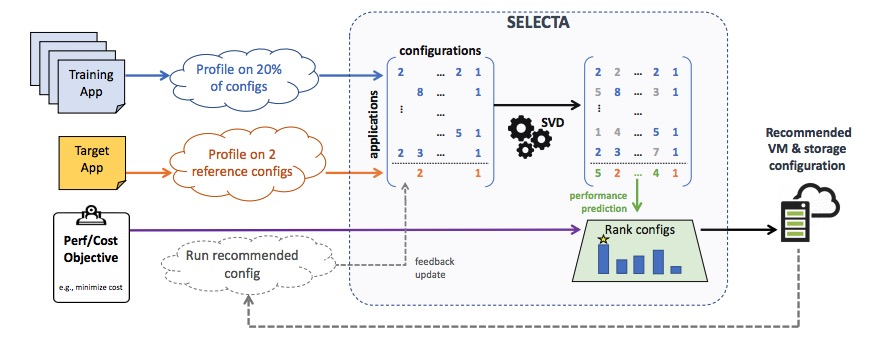 SELECTA
configurations
applications
Training
App
Profile on 20%
of configs
2 ... 2 1
8 ... 1
⋮ ...
... 5 1
2 3 ... 1
2 1
SVD
2 2 ... 2 1
5 8 ... 3 1
⋮ ...
1 4 ... 5 1
2 3 ... 7 1
5 2 ... 4 1
Target
App
Profile on 2
reference configs
performance
prediction
Recommended
VM & storage
configuration
Perf/Cost
Objective
e.g., minimize cost
Rank configs
Run recommended
config
feedback
update